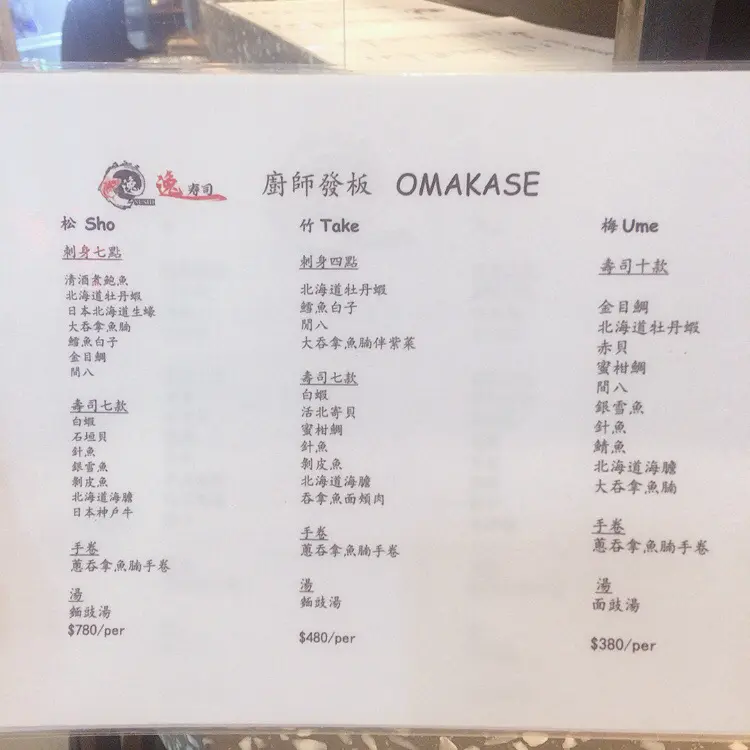 逸 壽司 廚師發板 OMAKASE
松 Sho
刺身七點
清酒煮鮑魚
北海道牡丹蝦
日本北海道生蠔
大吞拿魚腩
鱈魚白子
金目鯛
間八
壽司七款
白蝦
石垣貝
針魚
銀雪魚
剝皮魚
北海道海膽
日本神戶牛
手卷
蔥吞拿魚腩手卷
湯
麵豉湯
$780/per
竹 Take
刺身四點
北海道牡丹蝦
鱈魚白子
間八
大吞拿魚腩伴紫菜
壽司七款
白蝦
活北寄貝
蜜柑鯛
針魚
剝皮魚
北海道海膽
吞拿魚面頰肉
手卷
蔥吞拿魚腩手卷
湯
麵豉湯
$480/per
梅 Ume
壽司十款
金目鯛
北海道牡丹蝦
赤貝
蜜柑鯛
間八
銀雪魚
針魚
鯖魚
北海道海膽
大吞拿魚腩
手卷
蔥吞拿魚腩手卷
湯
面豉湯
$380/per